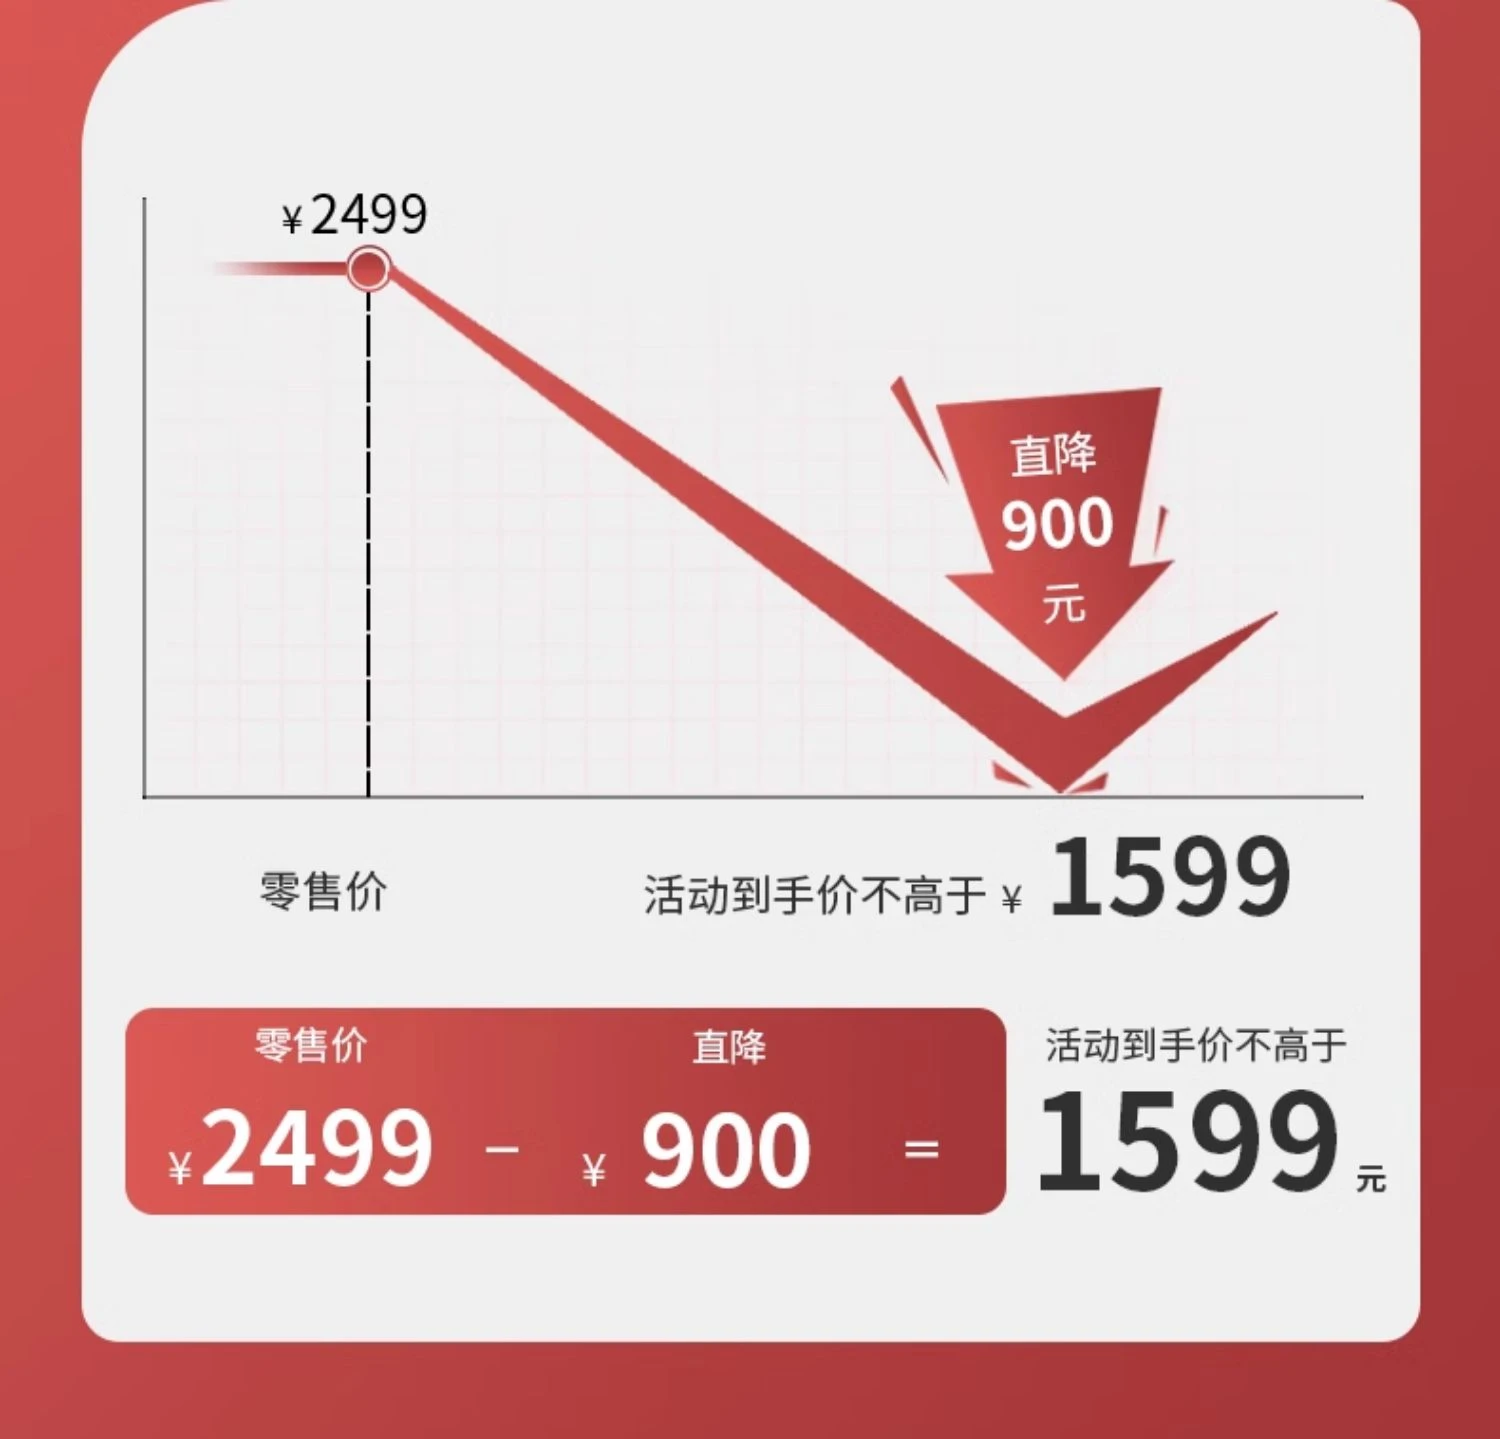 ¥2499
直降
900
元
零售价
活动到手价不高于 ¥ 1599
零售价 直降 活动到手价不高于
¥2499 - ¥ 900 = 1599 元